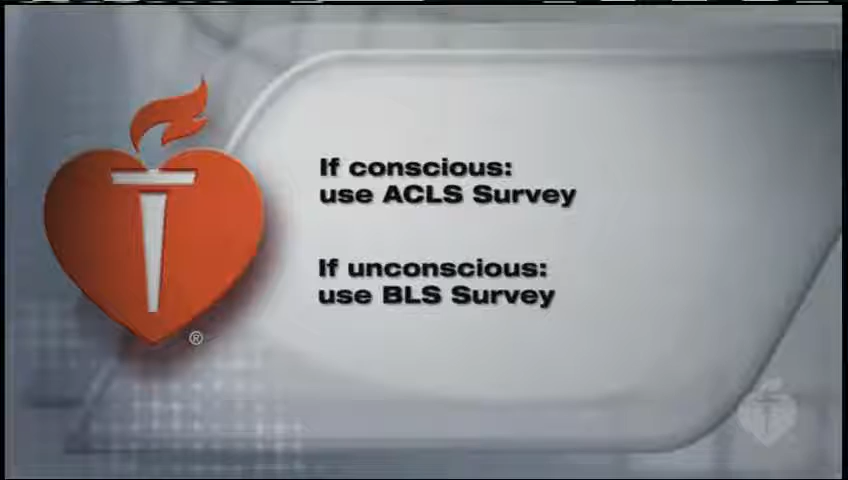 If conscious:
use ACLS Survey
If unconscious:
use BLS Survey
®